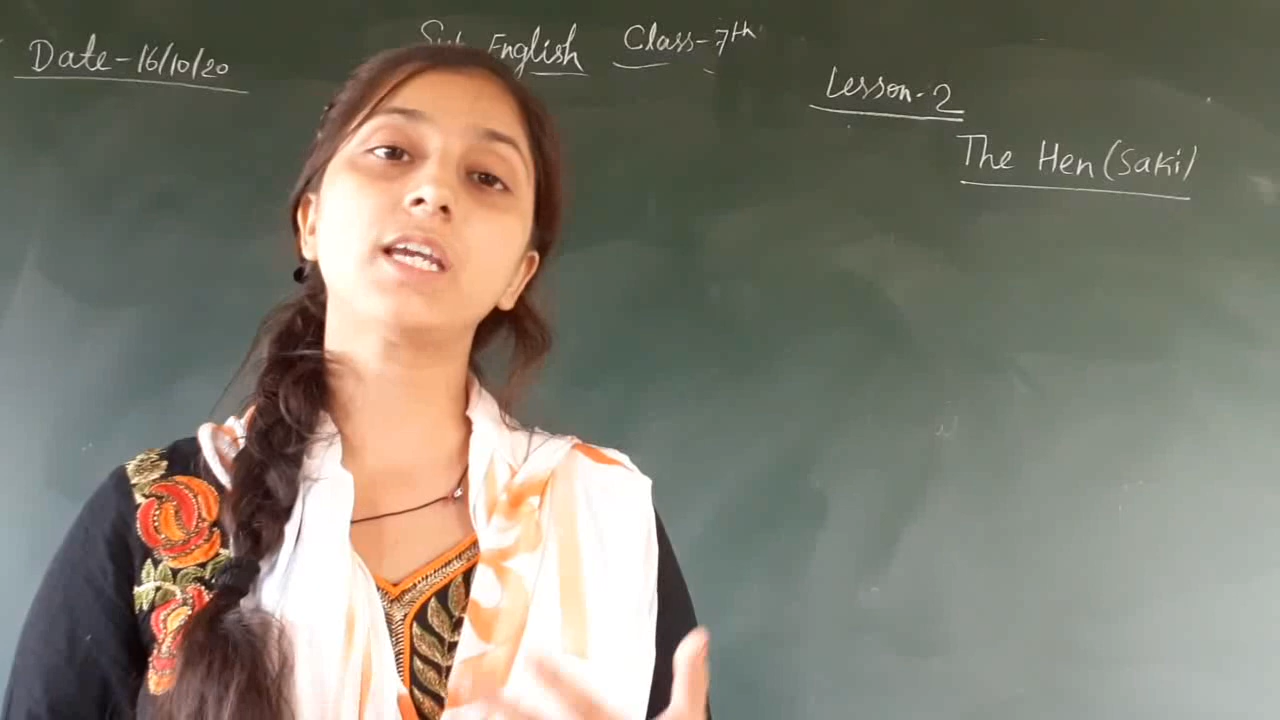 Date-16/10/20
English Class-7th
Lesson-2
The Hen (Saki)